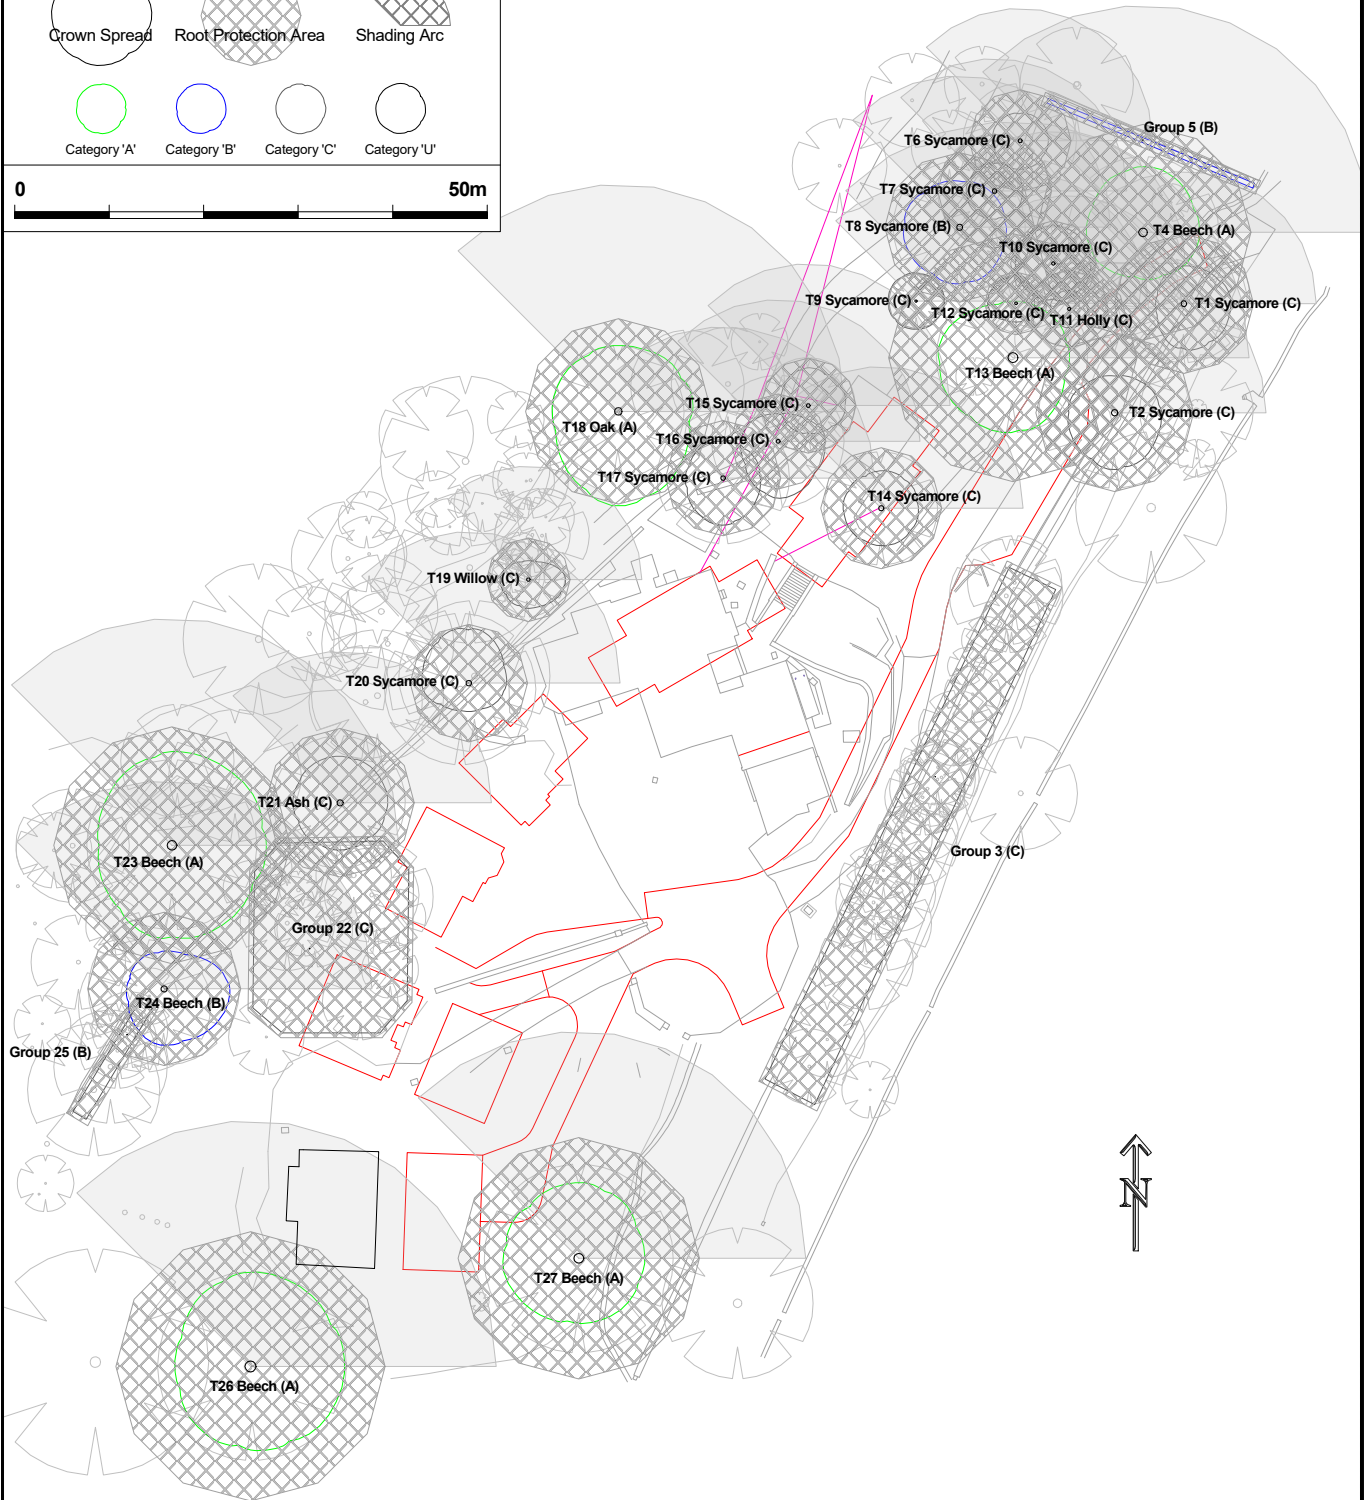 Crown Spread Root Protection Area Shading Arc
Category 'A' Category 'B' Category 'C' Category 'U'
0 50m
Group 5 (B)
T6 Sycamore (C)
T7 Sycamore (C)
T8 Sycamore (B)
T4 Beech (A)
T10 Sycamore (C)
T9 Sycamore (C)
T1 Sycamore (C)
T12 Sycamore (C)
T11 Holly (C)
T13 Beech (A)
T15 Sycamore (C)
T2 Sycamore (C)
T18 Oak (A)
T16 Sycamore (C)
T17 Sycamore (C)
T14 Sycamore (C)
T19 Willow (C)
T20 Sycamore (C)
T21 Ash (C)
T23 Beech (A)
Group 3 (C)
Group 22 (C)
T24 Beech (B)
Group 25 (B)
N
T27 Beech (A)
T26 Beech (A)